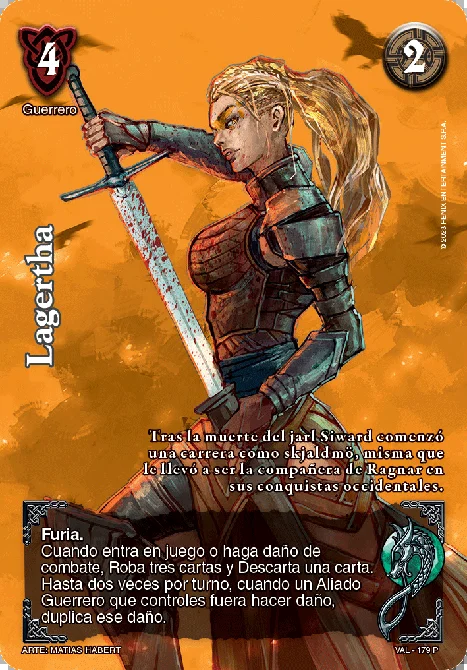 4
2
Guerrero
© 2023 FENIX ENTERTAINMENT S.P.A.
Lagertha
Tras la muerte del jarl Siward comenzó
una carrera como skjaldmö, misma que
le llevó a ser la compañera de Ragnar en
sus conquistas occidentales.
Furia.
Cuando entra en juego o haga daño de
combate, Roba tres cartas y Descarta una carta.
Hasta dos veces por turno, cuando un Aliado
Guerrero que controles fuera hacer daño,
duplica ese daño.
ARTE: MATIAS HABERT
VAL - 179 P